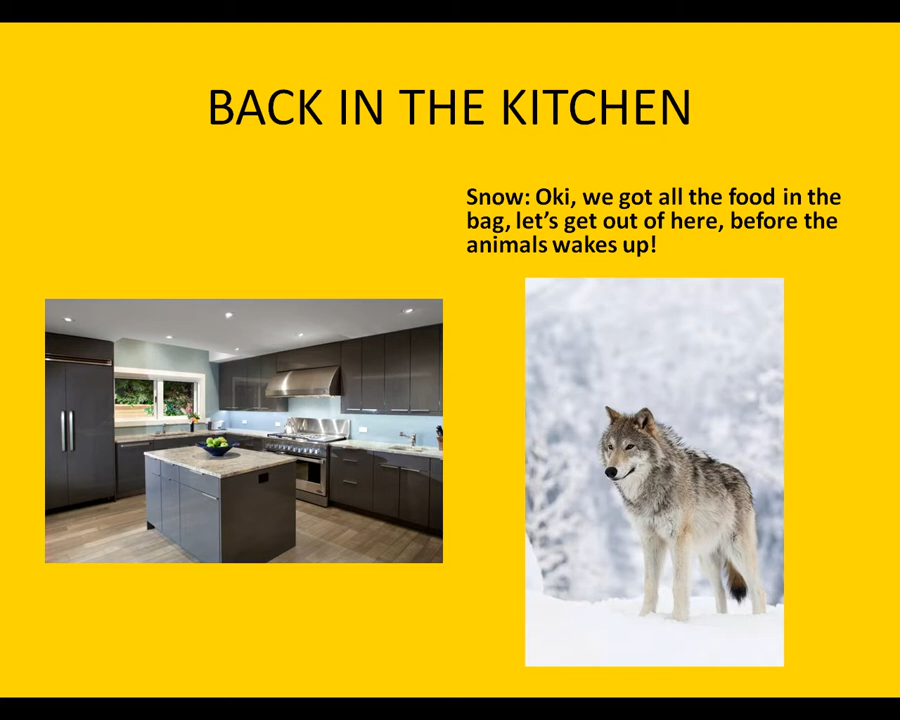 BACK IN THE KITCHEN
Snow: Oki, we got all the food in the
bag, let’s get out of here, before the
animals wakes up!